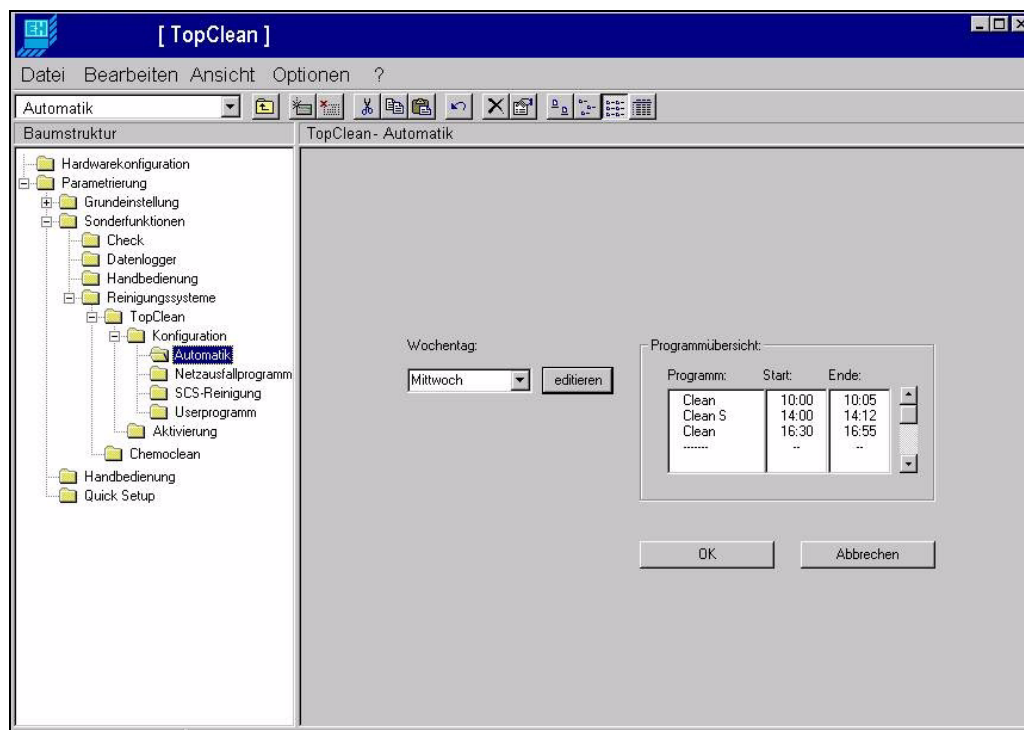 EH
[ TopClean ]
Datei Bearbeiten Ansicht Optionen ?
Automatik
Baumstruktur
TopClean- Automatik
Hardwarekonfiguration
Parametrierung
Grundeinstellung
Sonderfunktionen
Check
Datenlogger
Handbedienung
Reinigungssysteme
TopClean
Konfiguration
Automatik
Netzausfallprogramm
SCS-Reinigung
Userprogramm
Aktivierung
Chemoclean
Handbedienung
Quick Setup
Wochentag:
Mittwoch
editieren
Programmübersicht:
Programm: Start: Ende:
Clean 10:00 10:05
Clean S 14:00 14:12
Clean 16:30 16:55
------- -- --
OK
Abbrechen